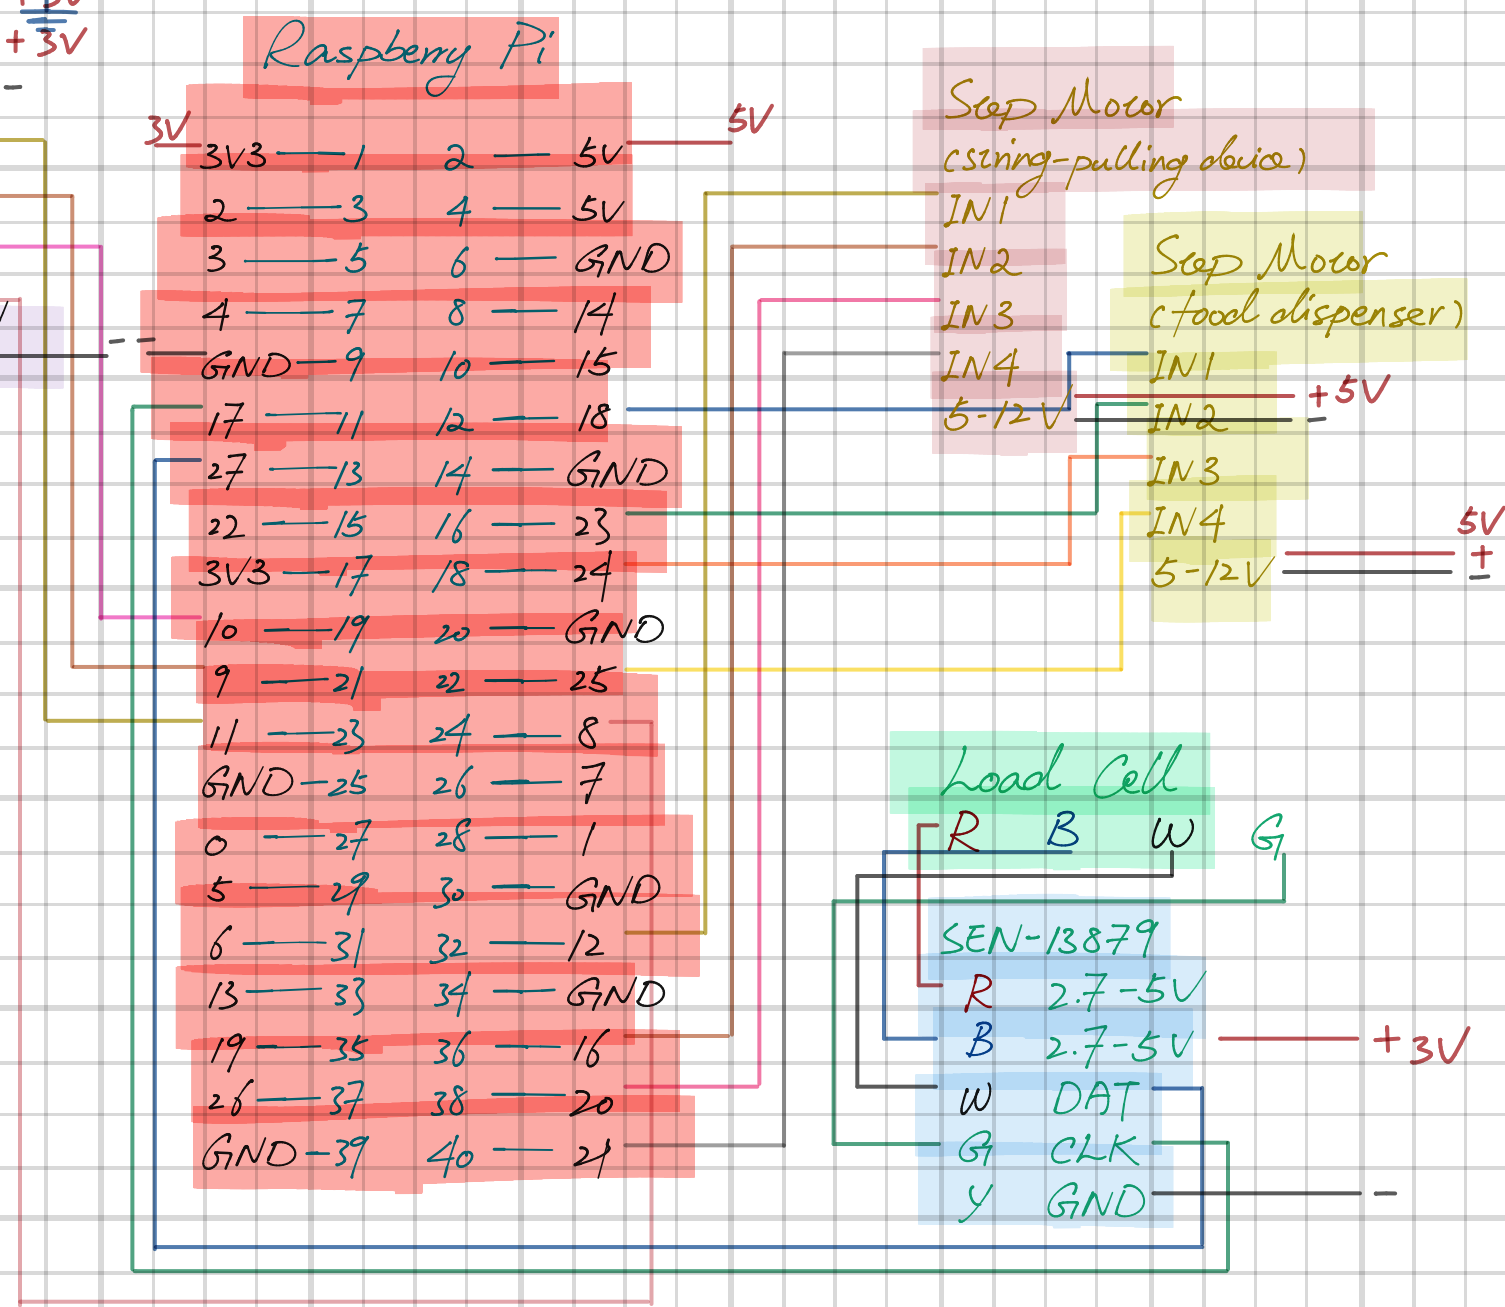 +3V
-
Raspberry Pi
3V
5V
3V3 — 1 2 — 5V
2 — 3 4 — 5V
3 — 5 6 — GND
4 — 7 8 — 14
- - GND — 9 10 — 15
17 — 11 12 — 18
27 — 13 14 — GND
22 — 15 16 — 23
3V3 — 17 18 — 24
10 — 19 20 — GND
9 — 21 22 — 25
11 — 23 24 — 8
GND — 25 26 — 7
0 — 27 28 — 1
5 — 29 30 — GND
6 — 31 32 — 12
13 — 33 34 — GND
19 — 35 36 — 16
26 — 37 38 — 20
GND — 39 40 — 21
Step Motor
(string-pulling device)
IN1
IN2
IN3
IN4
5-12V
+5V
-
Step Motor
(food dispenser)
IN1
IN2
IN3
IN4
5-12V
5V
+
-
Load Cell
R B W G
SEN-13879
R 2.7-5V
B 2.7-5V +3V
W DAT
G CLK
Y GND -